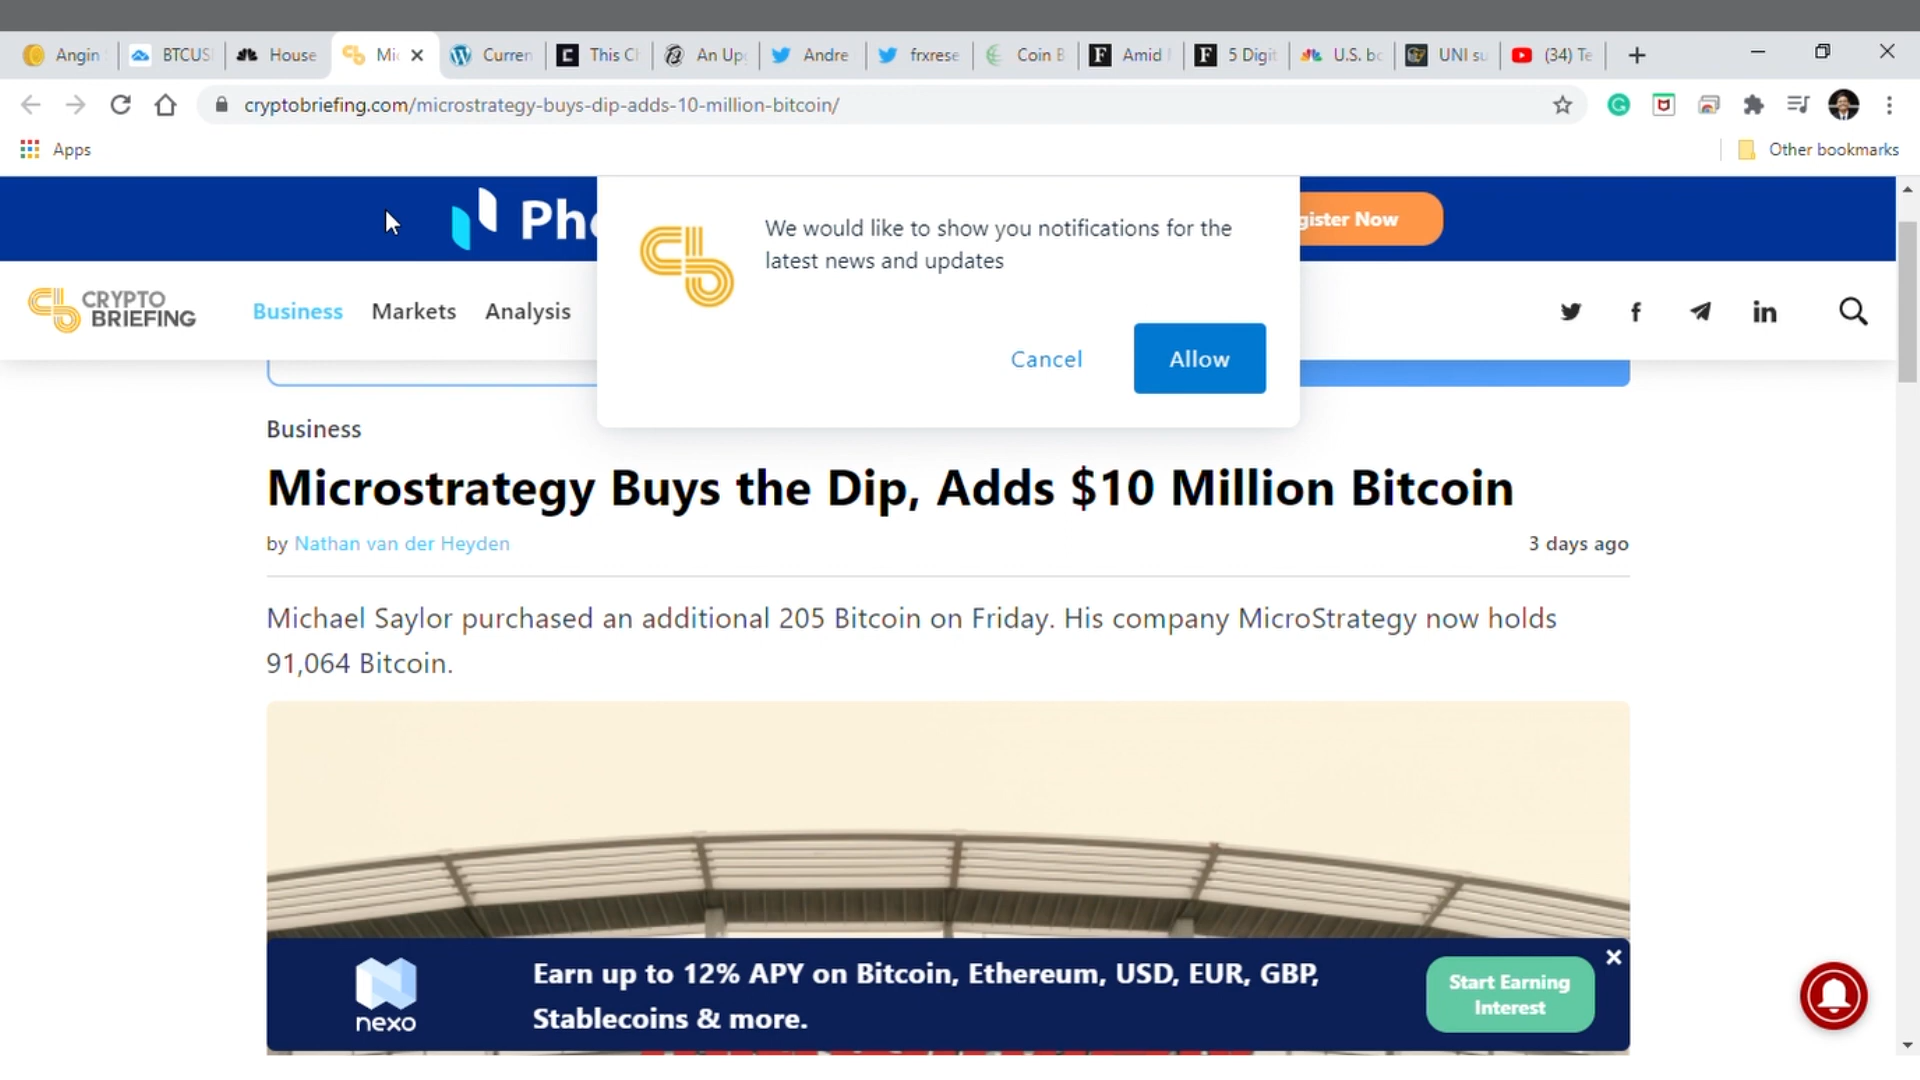 Angin
BTCUS
House
Mic
Curren
This Ch
An Up
Andre
frxrese
Coin B
Amid
5 Digit
U.S. bo
UNI su
(34) Te
cryptobriefing.com/microstrategy-buys-dip-adds-10-million-bitcoin/
Apps
Other bookmarks
Pho
gister Now
We would like to show you notifications for the
latest news and updates
Cancel
Allow
CRYPTO
BRIEFING
Business
Markets
Analysis
Business
Microstrategy Buys the Dip, Adds $10 Million Bitcoin
by Nathan van der Heyden
3 days ago
Michael Saylor purchased an additional 205 Bitcoin on Friday. His company MicroStrategy now holds
91,064 Bitcoin.
nexo
Earn up to 12% APY on Bitcoin, Ethereum, USD, EUR, GBP,
Stablecoins & more.
Start Earning
Interest